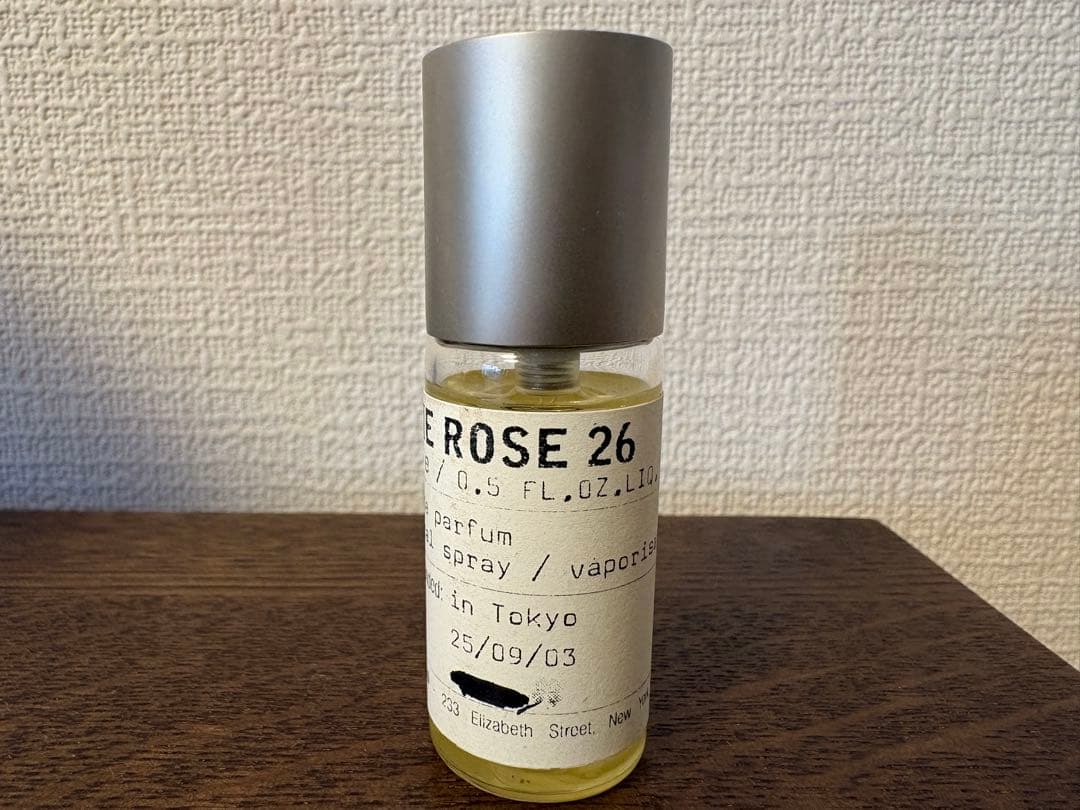 E ROSE 26
/ 0.5 FL.OZ.LIQ.
parfum
spray / vaporis
in Tokyo
25/09/03
233 Elizabeth Street, New